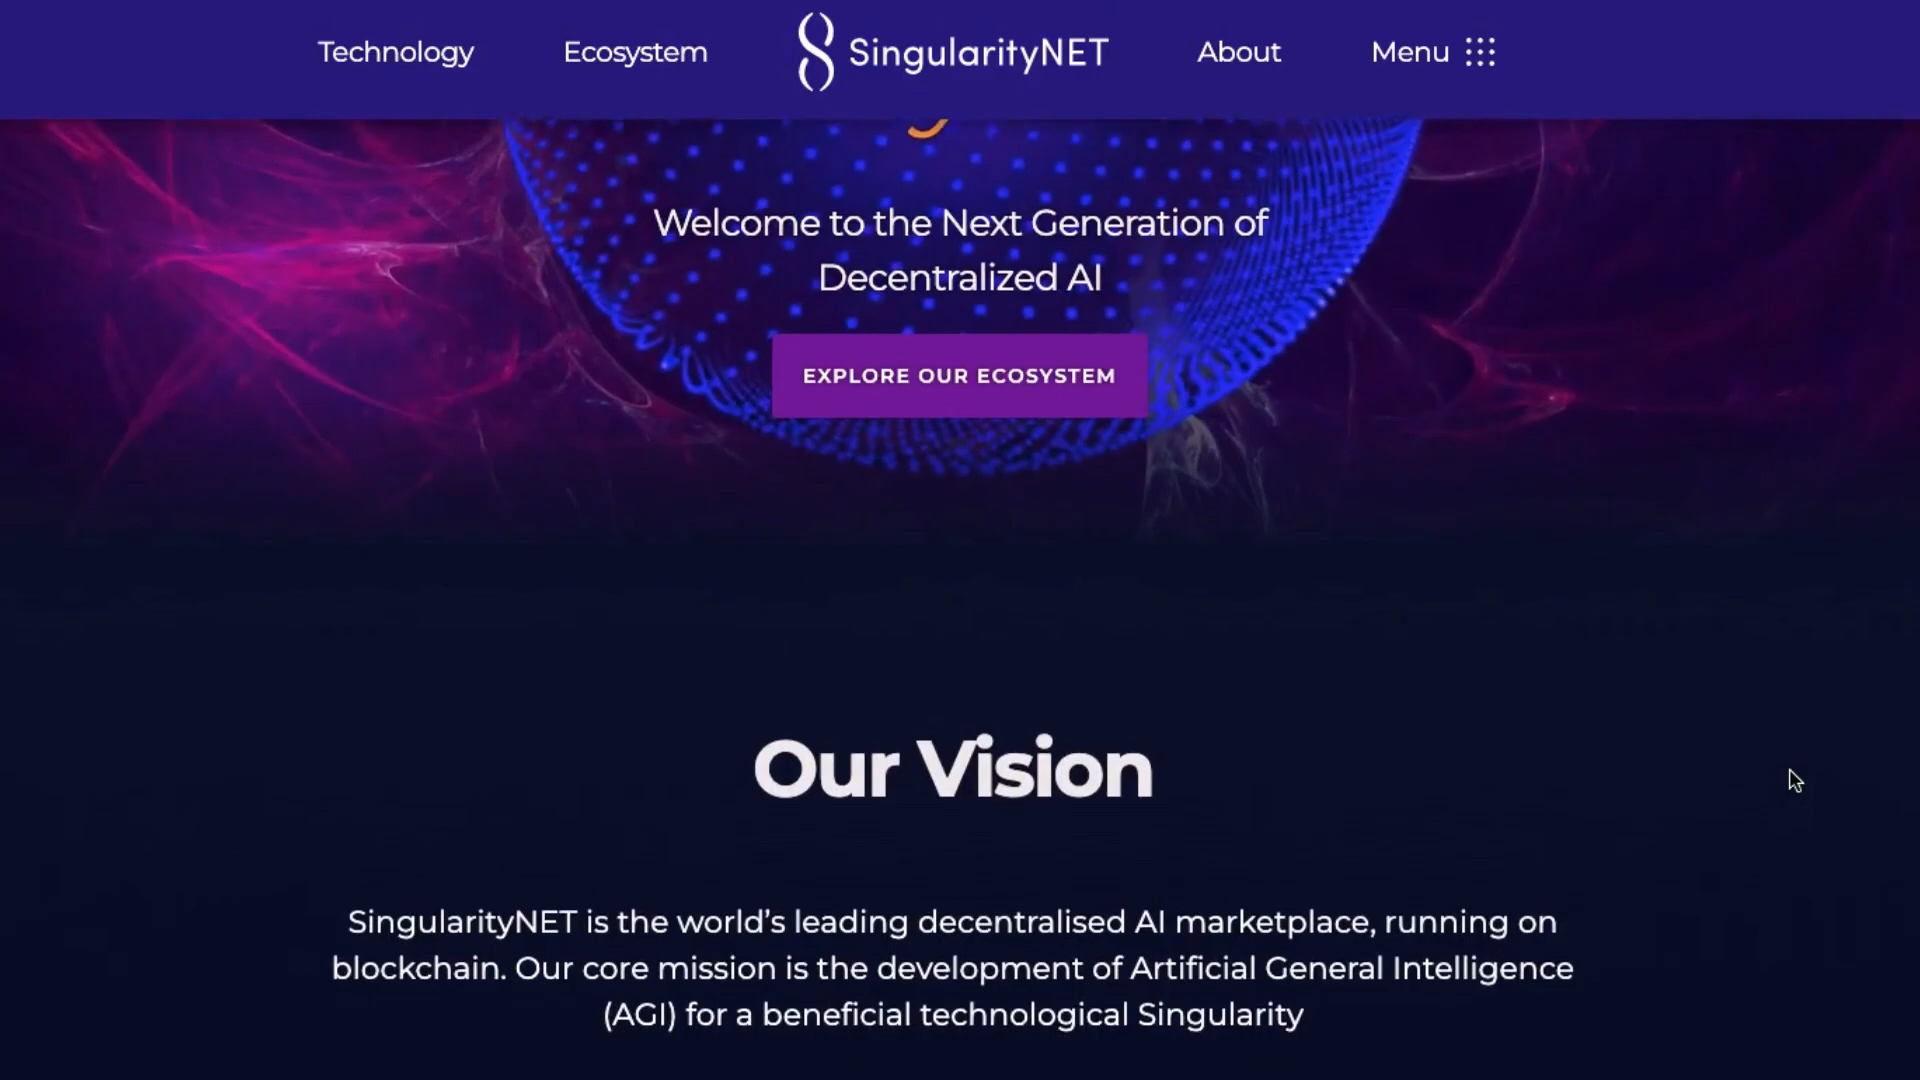 Technology
Ecosystem
SingularityNET
About
Menu
Welcome to the Next Generation of
Decentralized AI
EXPLORE OUR ECOSYSTEM
Our Vision
SingularityNET is the world’s leading decentralised AI marketplace, running on
blockchain. Our core mission is the development of Artificial General Intelligence
(AGI) for a beneficial technological Singularity